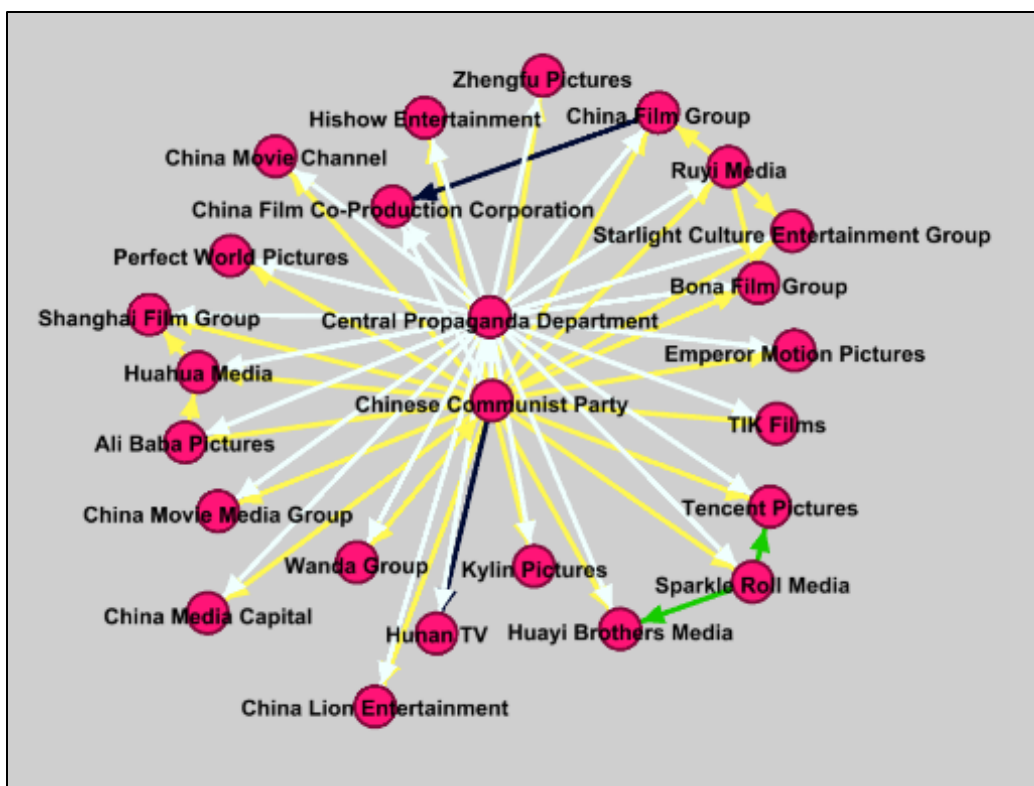 Zhengfu Pictures
China Film Group
Hishow Entertainment
China Movie Channel
Ruyi Media
China Film Co-Production Corporation
Starlight Culture Entertainment Group
Perfect World Pictures
Bona Film Group
Shanghai Film Group
Central Propaganda Department
Emperor Motion Pictures
Huahua Media
Chinese Communist Party
TIK Films
Ali Baba Pictures
Tencent Pictures
China Movie Media Group
Wanda Group
Kylin Pictures
Sparkle Roll Media
China Media Capital
Hunan TV
Huayi Brothers Media
China Lion Entertainment